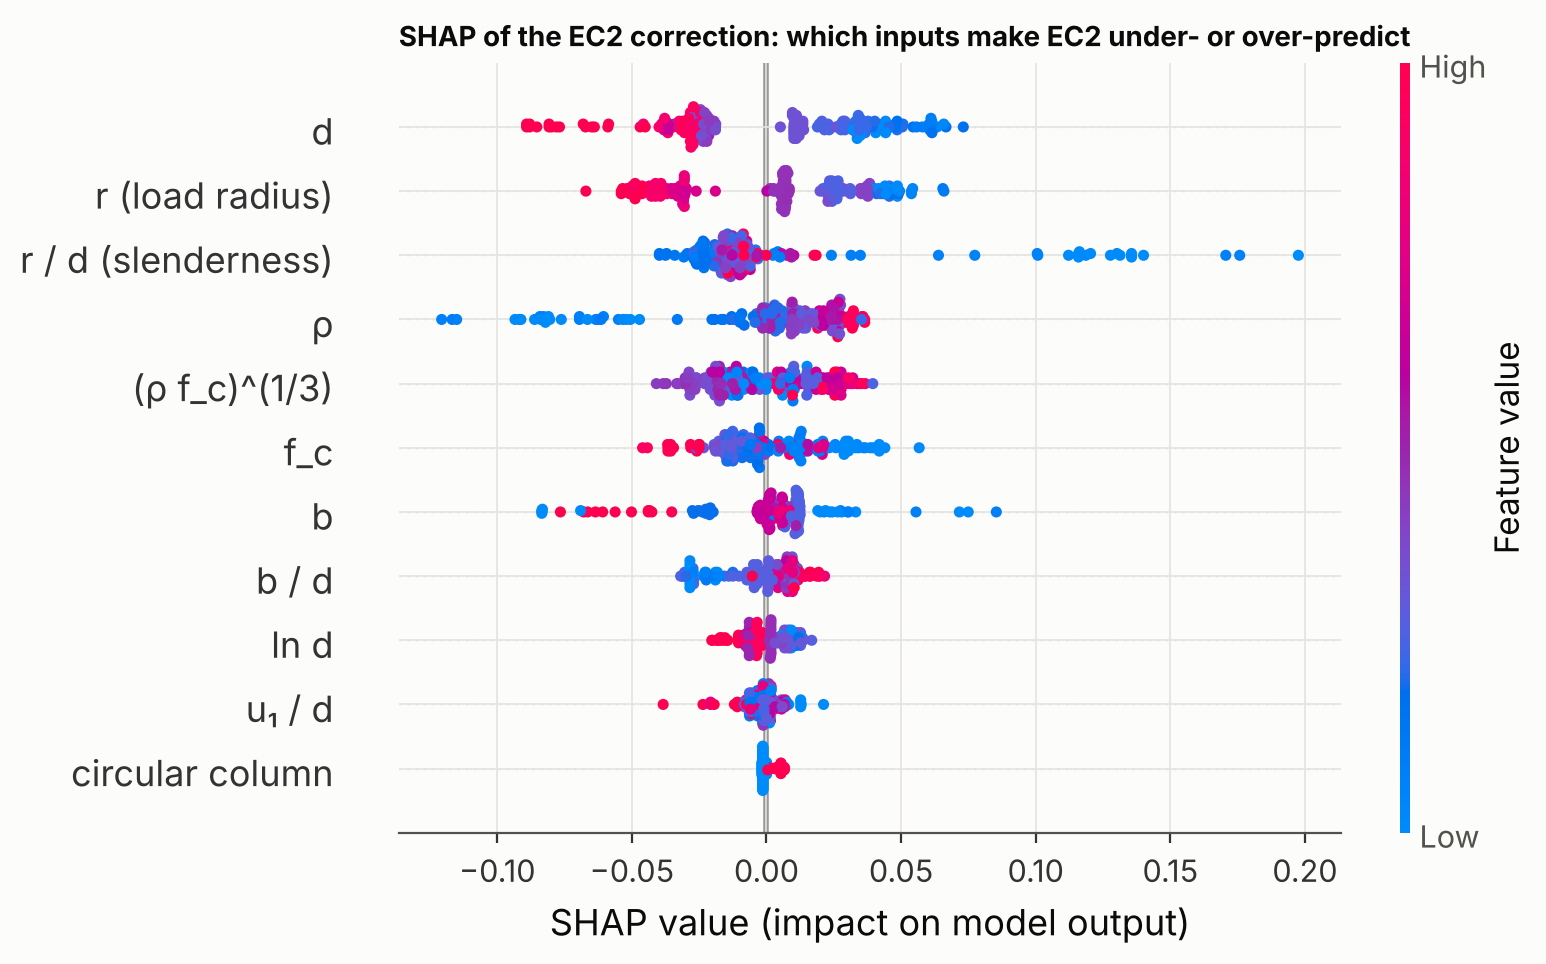 SHAP of the EC2 correction: which inputs make EC2 under- or over-predict
High
d
r (load radius)
r / d (slenderness)
ρ
(ρ f_c)^(1/3)
f_c
b
b / d
ln d
u₁ / d
circular column
Feature value
Low
−0.10 −0.05 0.00 0.05 0.10 0.15 0.20
SHAP value (impact on model output)